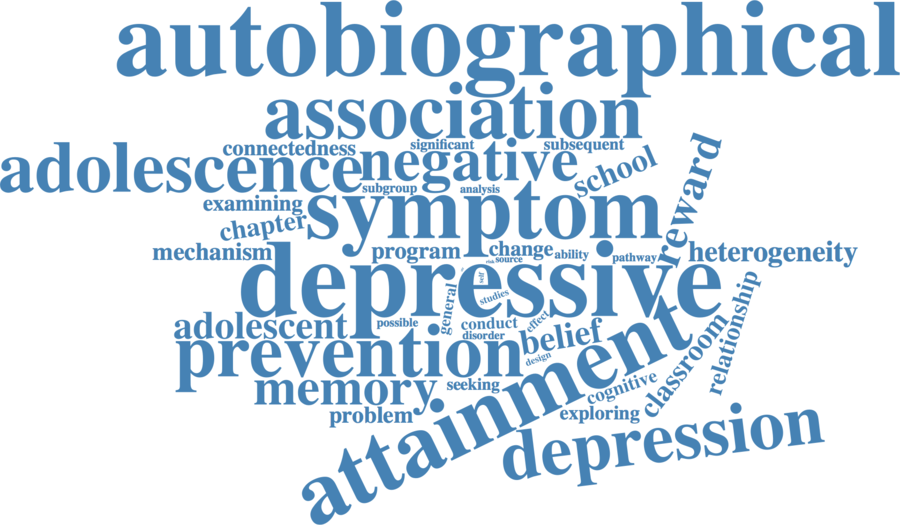 autobiographical
association
connectedness
significant
subsequent
adolescence
negative
school
reward
subgroup
analysis
examining
symptom
chapter
mechanism
program
change
ability
pathway
heterogeneity
source
risk
depressive
self
studies
general
relationship
adolescent
possible
conduct
effect
disorder
belief
classroom
prevention
design
attainmente
memory
seeking
cognitive
problem
exploring
depression